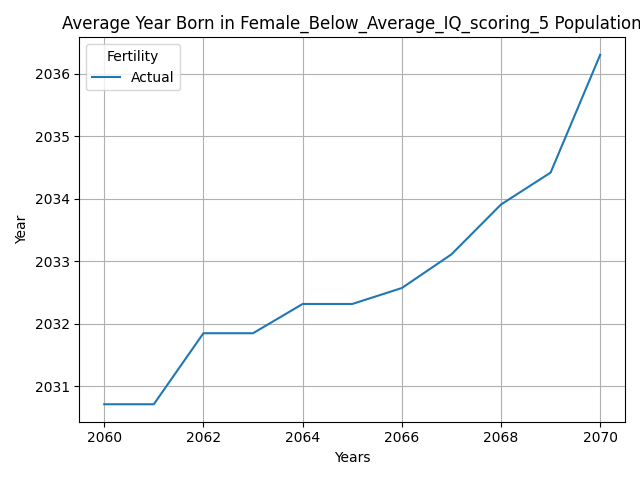 Average Year Born in Female_Below_Average_IQ_scoring_5 Population
Fertility
Actual
2036
2035
2034
2033
2032
2031
Year
2060 2062 2064 2066 2068 2070
Years